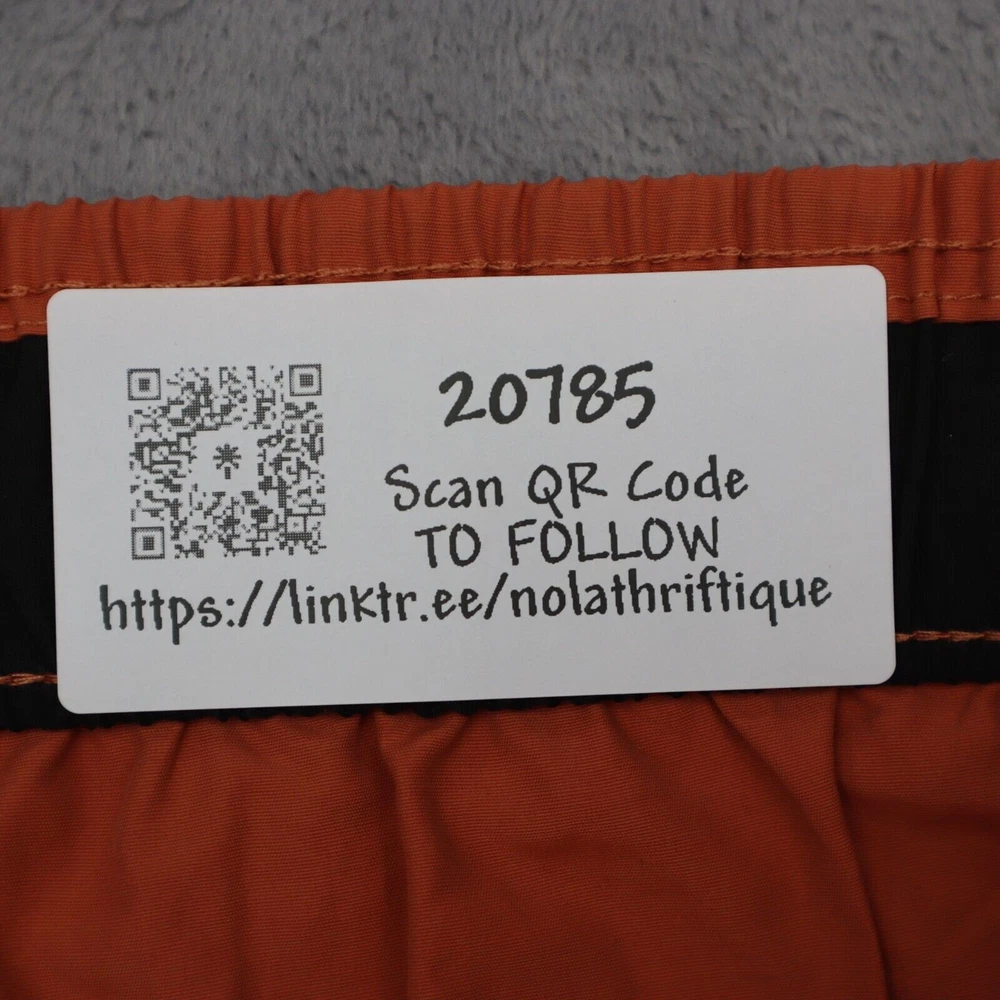 20785
Scan QR Code
TO FOLLOW
https://linktr.ee/nolathriftique